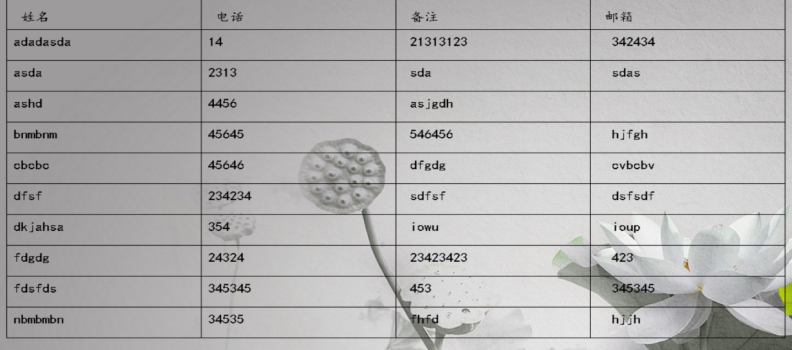 姓名 电话 备注 邮箱
adadasda 14 21313123 342434
asda 2313 sda sdas
ashd 4456 asjgdh
bnmbnm 45645 546456 hjfgh
cbcbc 45646 dfgdg cvbcbv
dfsf 234234 sdfsf dsfsdf
dkjahsa 354 iowu ioup
fdgdg 24324 23423423 423
fdsfds 345345 453 345345
nbmbmbn 34535 fhfd hjjh